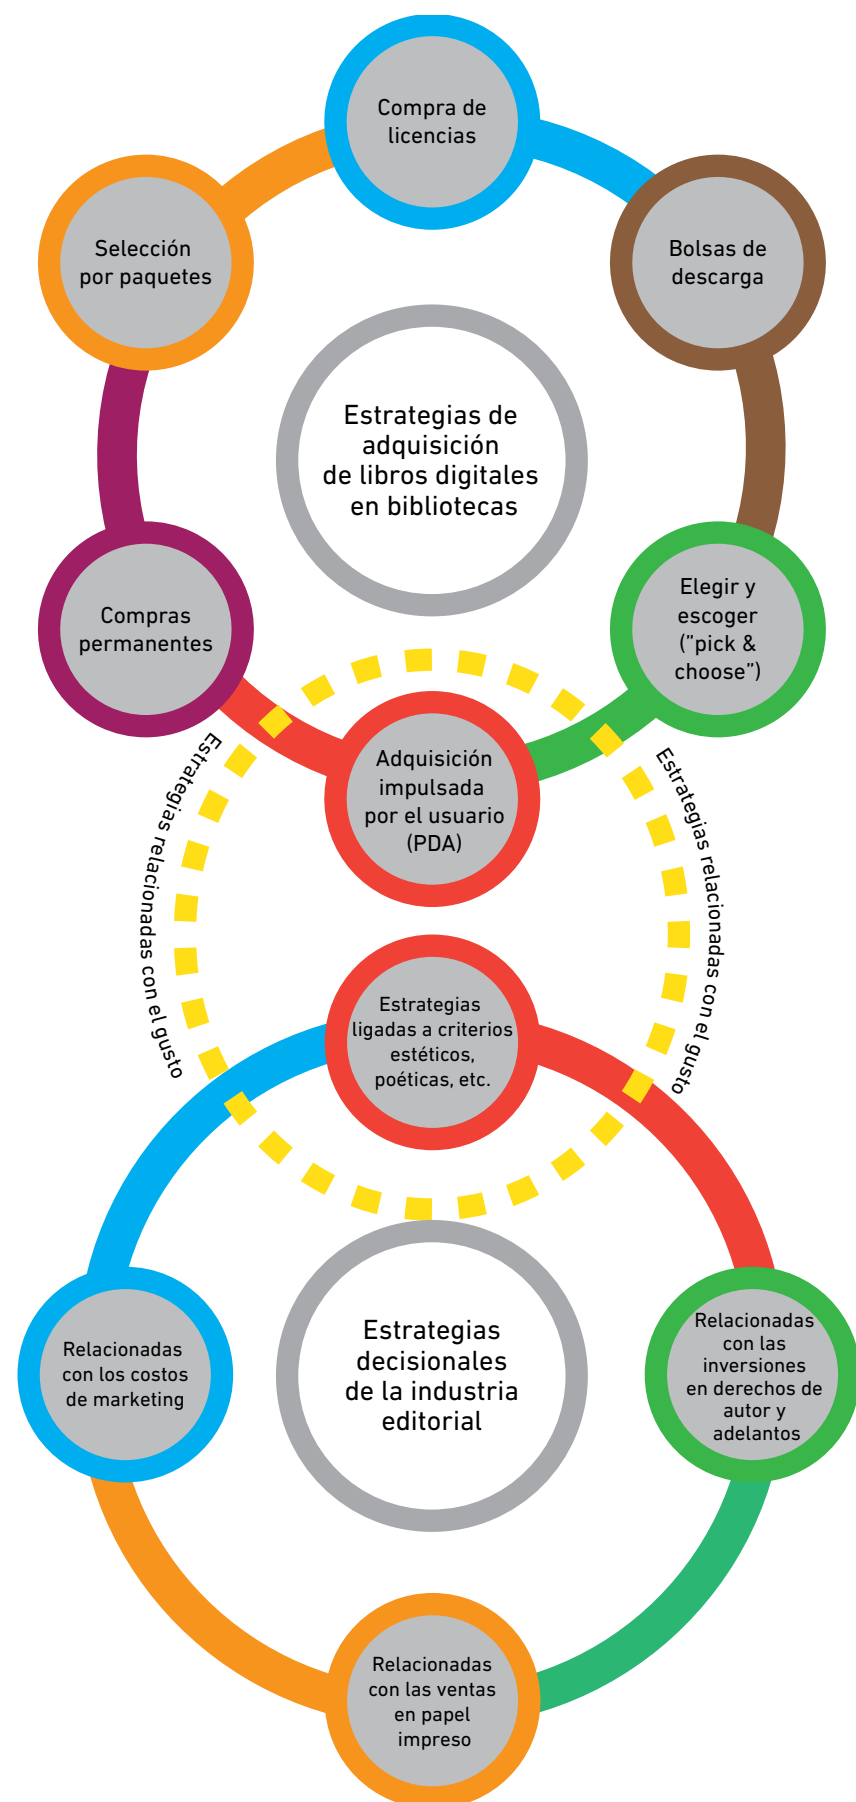 Compra de
licencias
Selección
por paquetes
Bolsas de
descarga
Estrategias de
adquisición
de libros digitales
en bibliotecas
Compras
permanentes
Elegir y
escoger
("pick &
choose")
Adquisición
impulsada
por el usuario
(PDA)
Estrategias relacionadas con el gusto
Estrategias relacionadas con el gusto
Estrategias
ligadas a criterios
estéticos,
poéticas, etc.
Relacionadas
con los costos
de marketing
Estrategias
decisionales
de la industria
editorial
Relacionadas
con las
inversiones
en derechos de
autor y
adelantos
Relacionadas
con las ventas
en papel
impreso